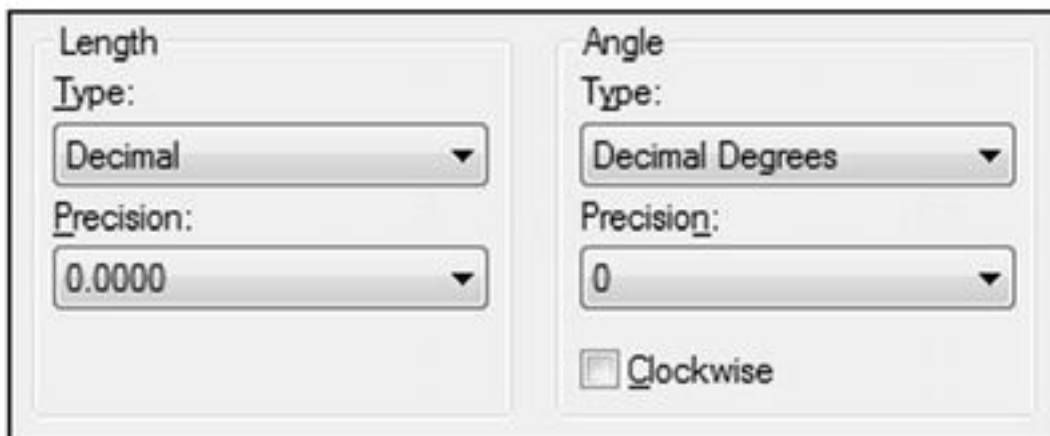 Length
Type:
Decimal
Precision:
0.0000
Angle
Type:
Decimal Degrees
Precision:
0
Clockwise